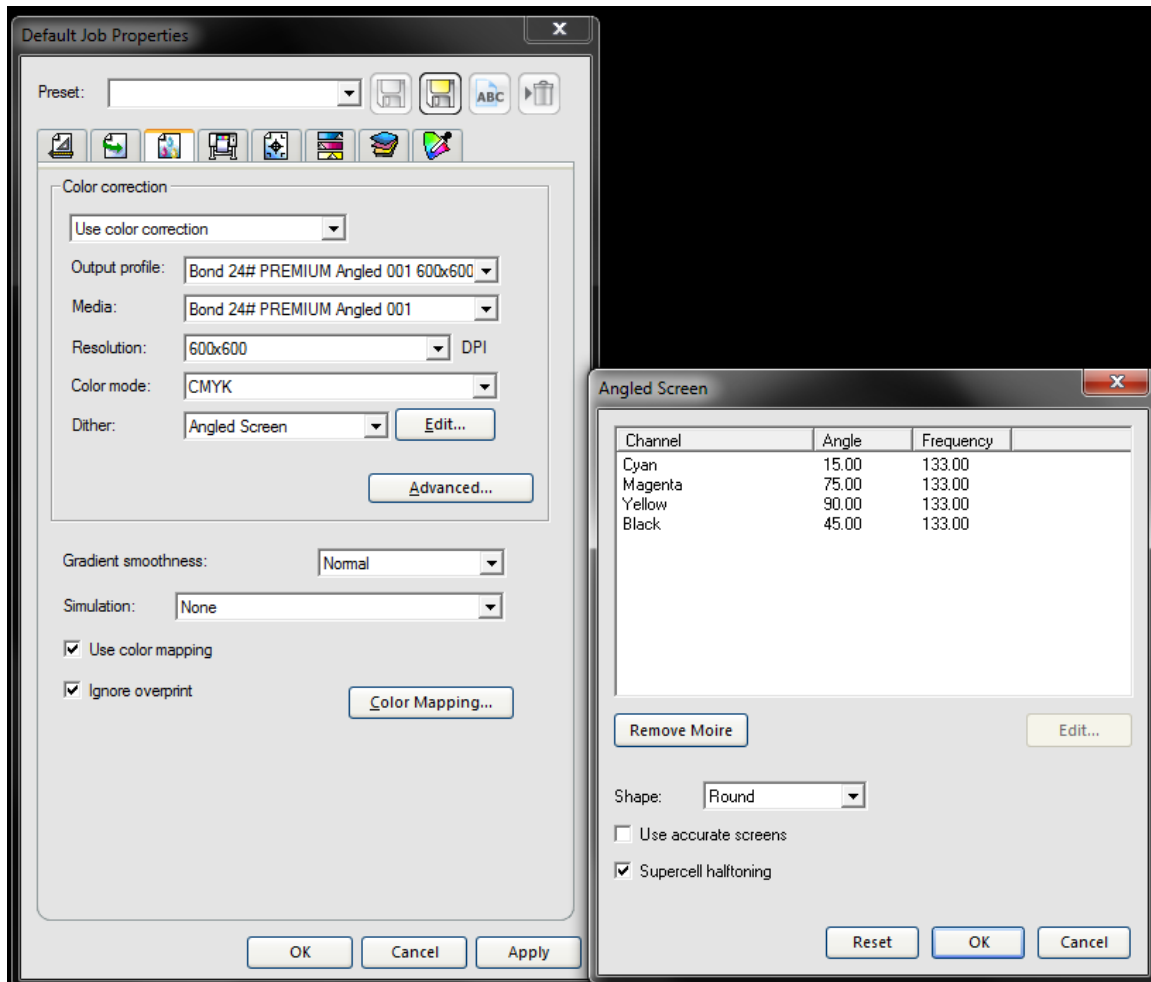 Default Job Properties
Preset:
ABC
Color correction
Use color correction
Output profile: Bond 24# PREMIUM Angled 001 600x600
Media: Bond 24# PREMIUM Angled 001
Resolution: 600x600 DPI
Color mode: CMYK
Dither: Angled Screen Edit...
Advanced...
Gradient smoothness: Normal
Simulation: None
Use color mapping
Ignore overprint
Color Mapping...
OK Cancel Apply
Angled Screen
Channel Angle Frequency
Cyan 15.00 133.00
Magenta 75.00 133.00
Yellow 90.00 133.00
Black 45.00 133.00
Remove Moire Edit...
Shape: Round
Use accurate screens
Supercell halftoning
Reset OK Cancel